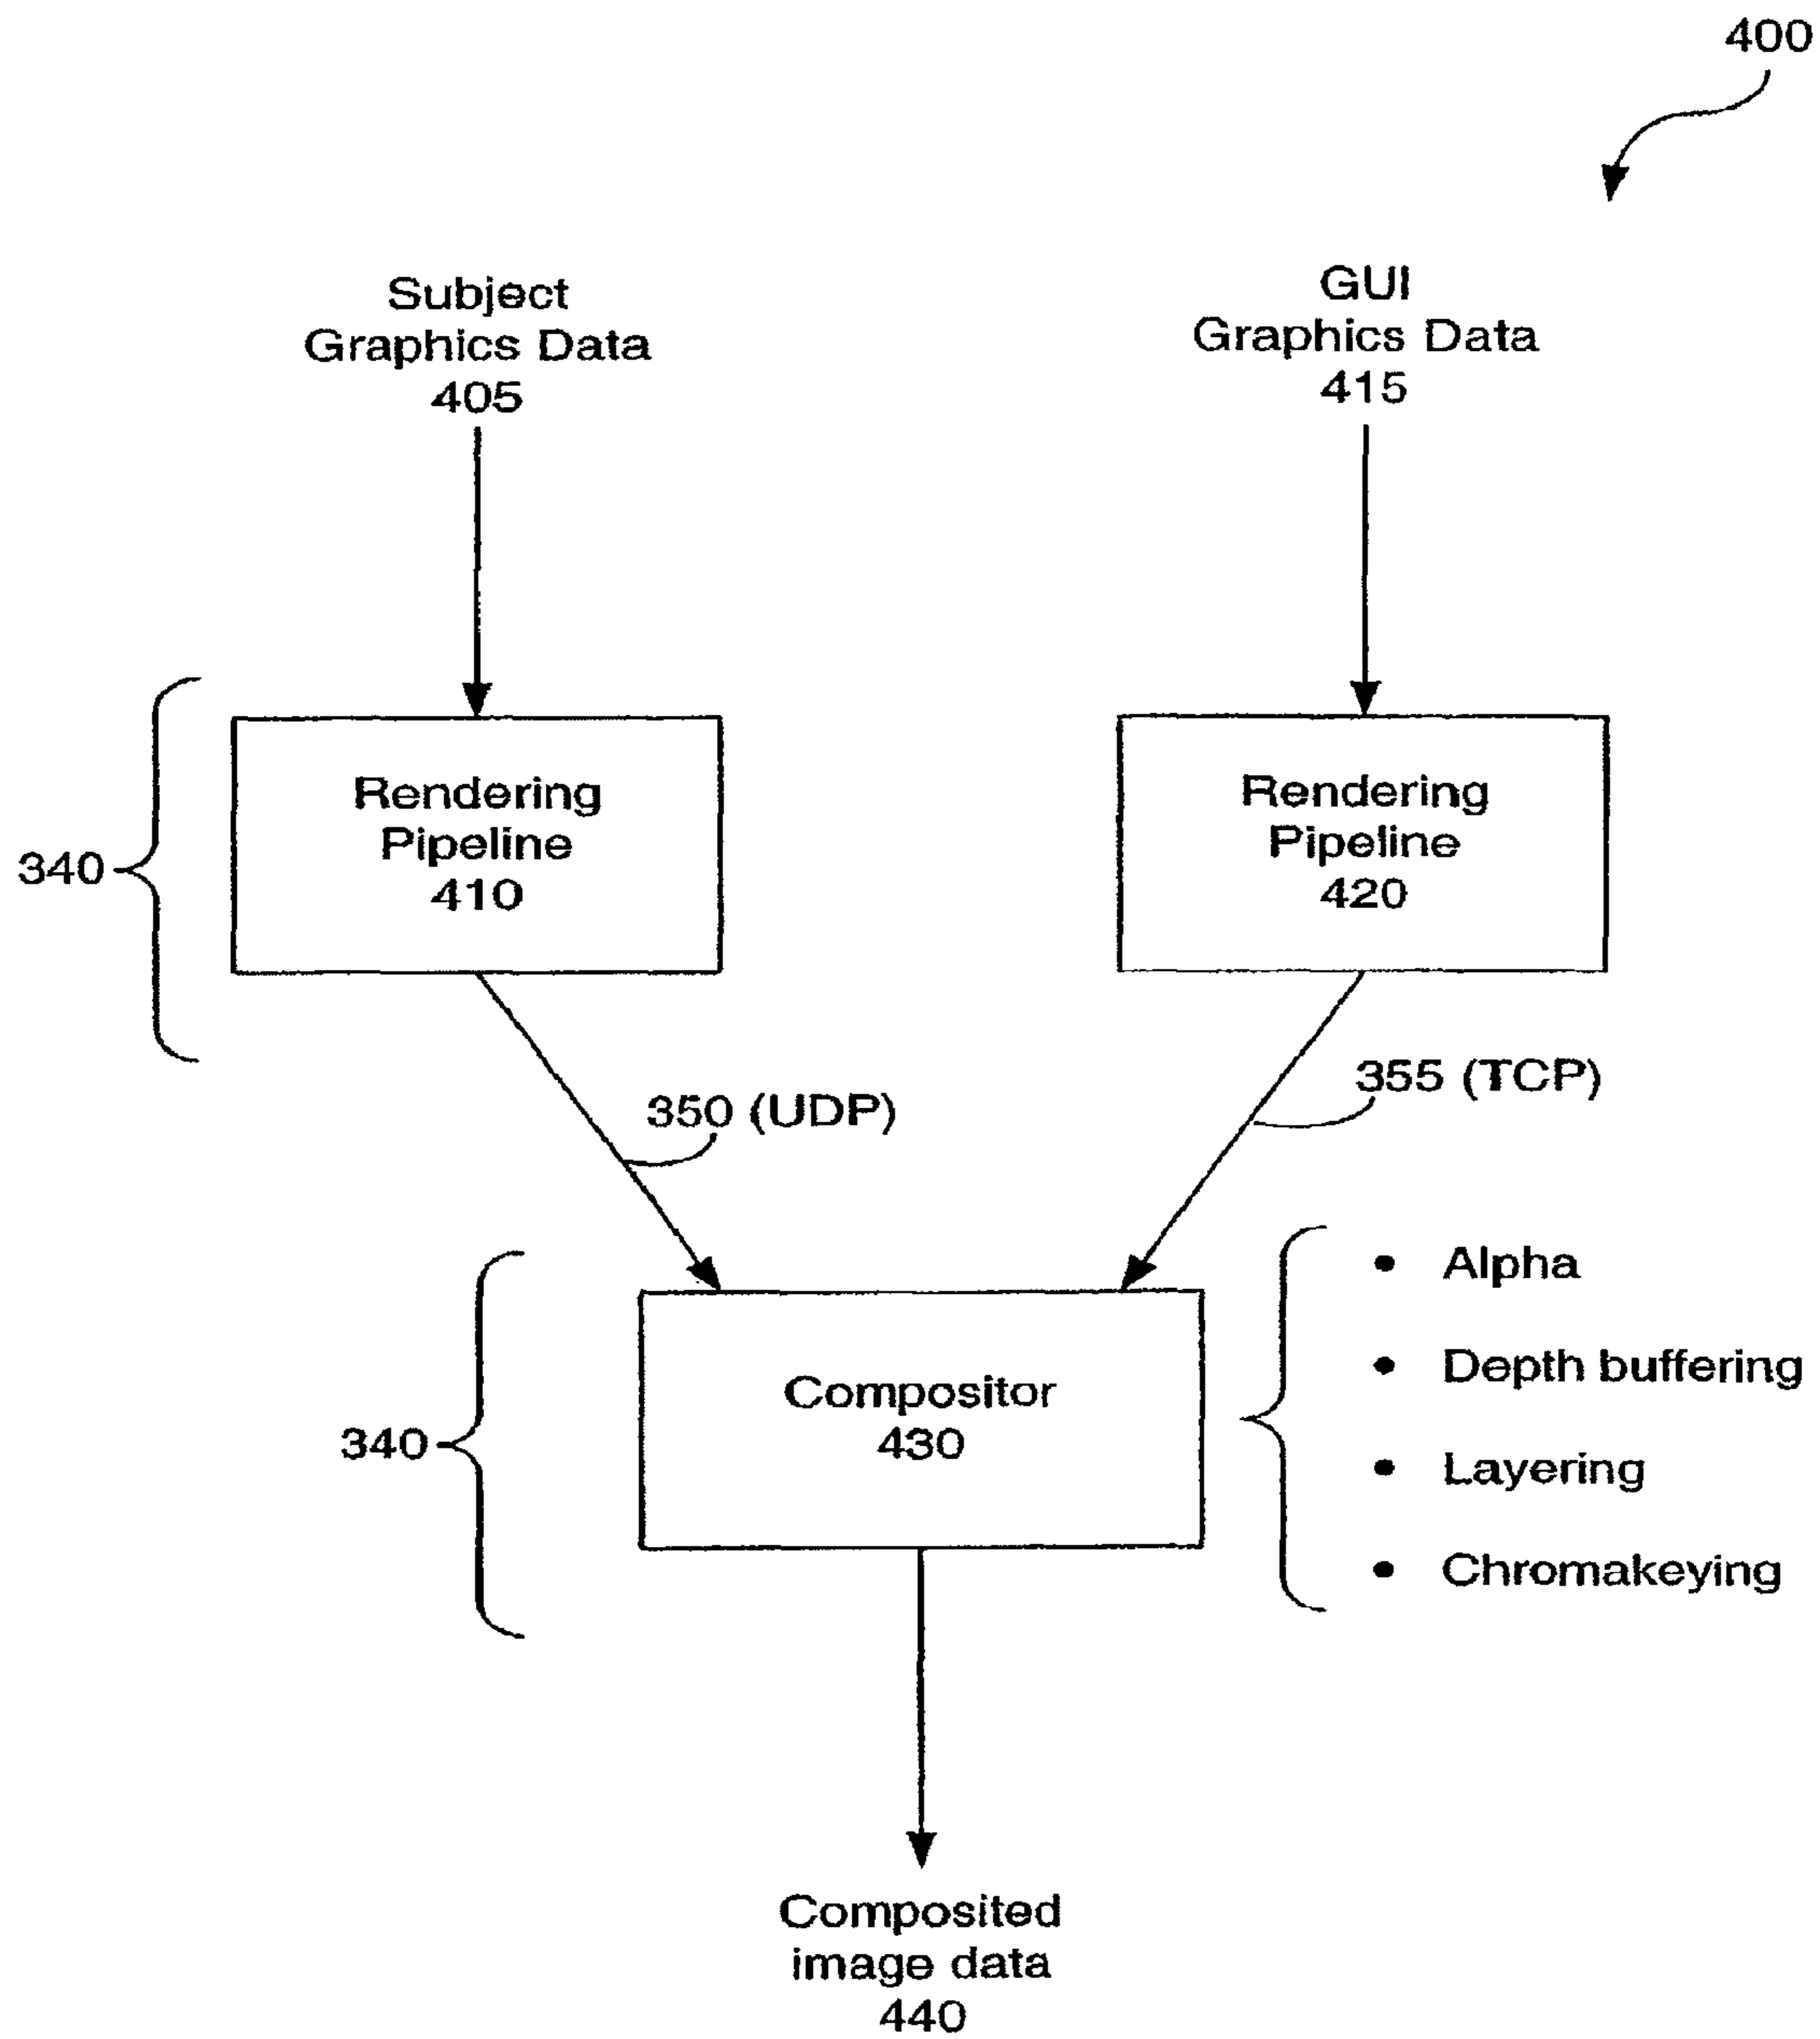 400
Subject
Graphics Data
405
GUI
Graphics Data
415
340
Rendering
Pipeline
410
Rendering
Pipeline
420
350 (UDP)
355 (TCP)
340
Compositor
430
• Alpha
• Depth buffering
• Layering
• Chromakeying
Composited
image data
440